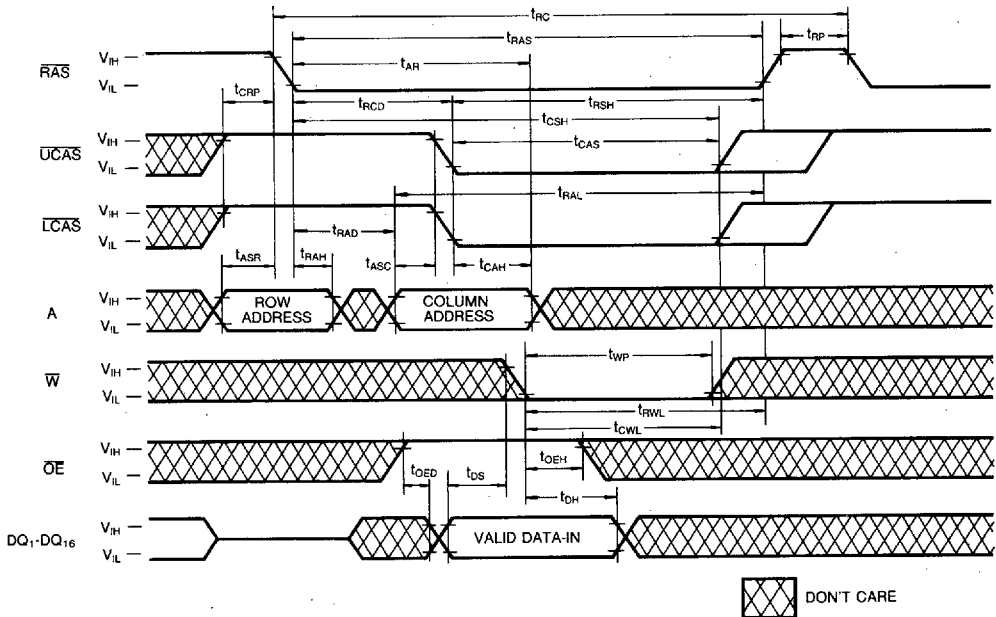 tRC
tRAS
tRP
tAR
RAS
VIH
VIL
tCRP
tRCD
tRSH
tCSH
UCAS
VIH
VIL
tCAS
tRAL
LCAS
VIH
VIL
tRAD
tASR
tRAH
tASC
tCAH
A
VIH
VIL
ROW
ADDRESS
COLUMN
ADDRESS
W
VIH
VIL
tWP
tRWL
tCWL
OE
VIH
VIL
tOED
tDS
tOEH
tDH
DQ1-DQ16
VIH
VIL
VALID DATA-IN
DON'T CARE